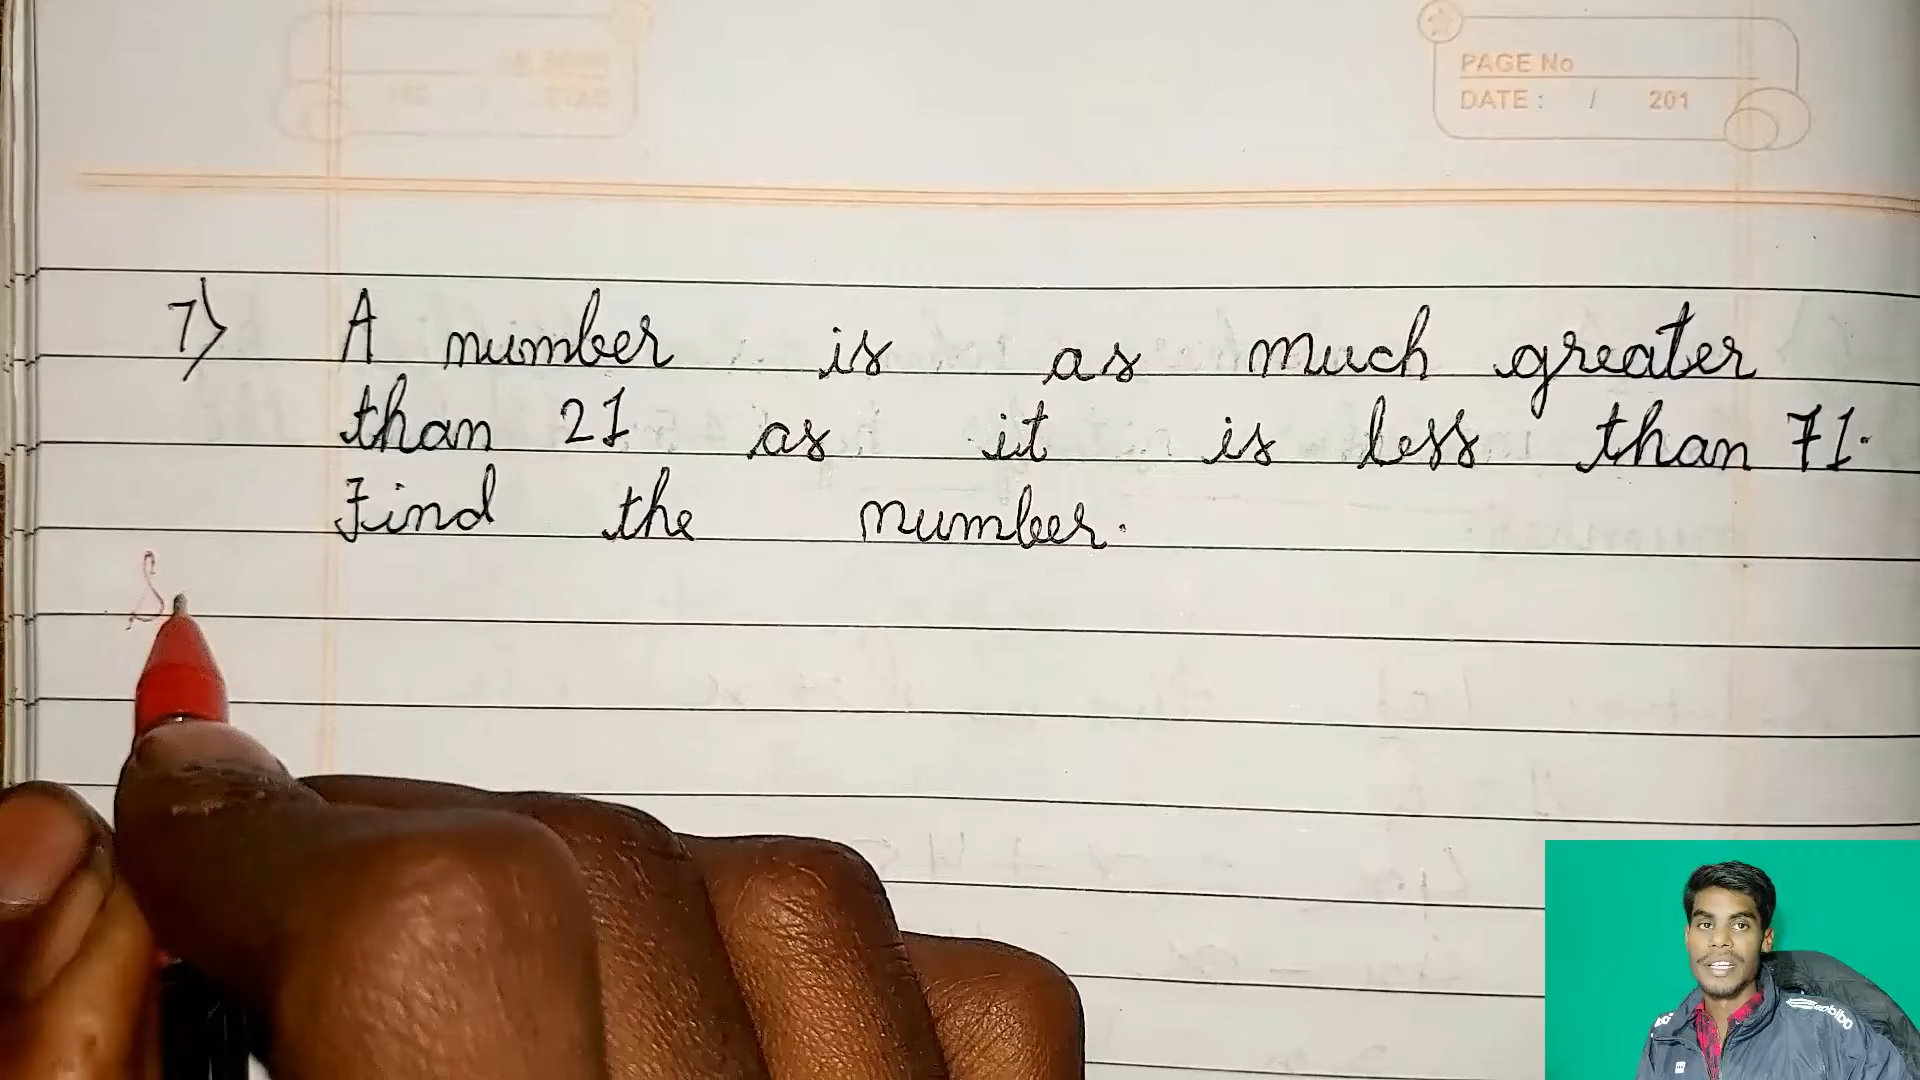 PAGE No
DATE : / 201
7) A number is as much greater
than 21 as it is less than 71.
Find the number.
S